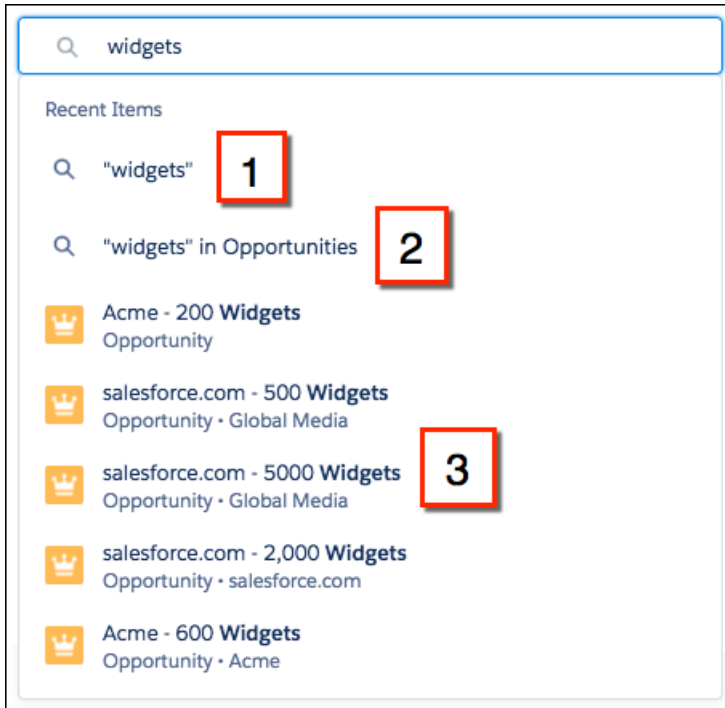 widgets
Recent Items
"widgets" 1
"widgets" in Opportunities 2
Acme - 200 Widgets
Opportunity
salesforce.com - 500 Widgets
Opportunity • Global Media
salesforce.com - 5000 Widgets 3
Opportunity • Global Media
salesforce.com - 2,000 Widgets
Opportunity • salesforce.com
Acme - 600 Widgets
Opportunity • Acme